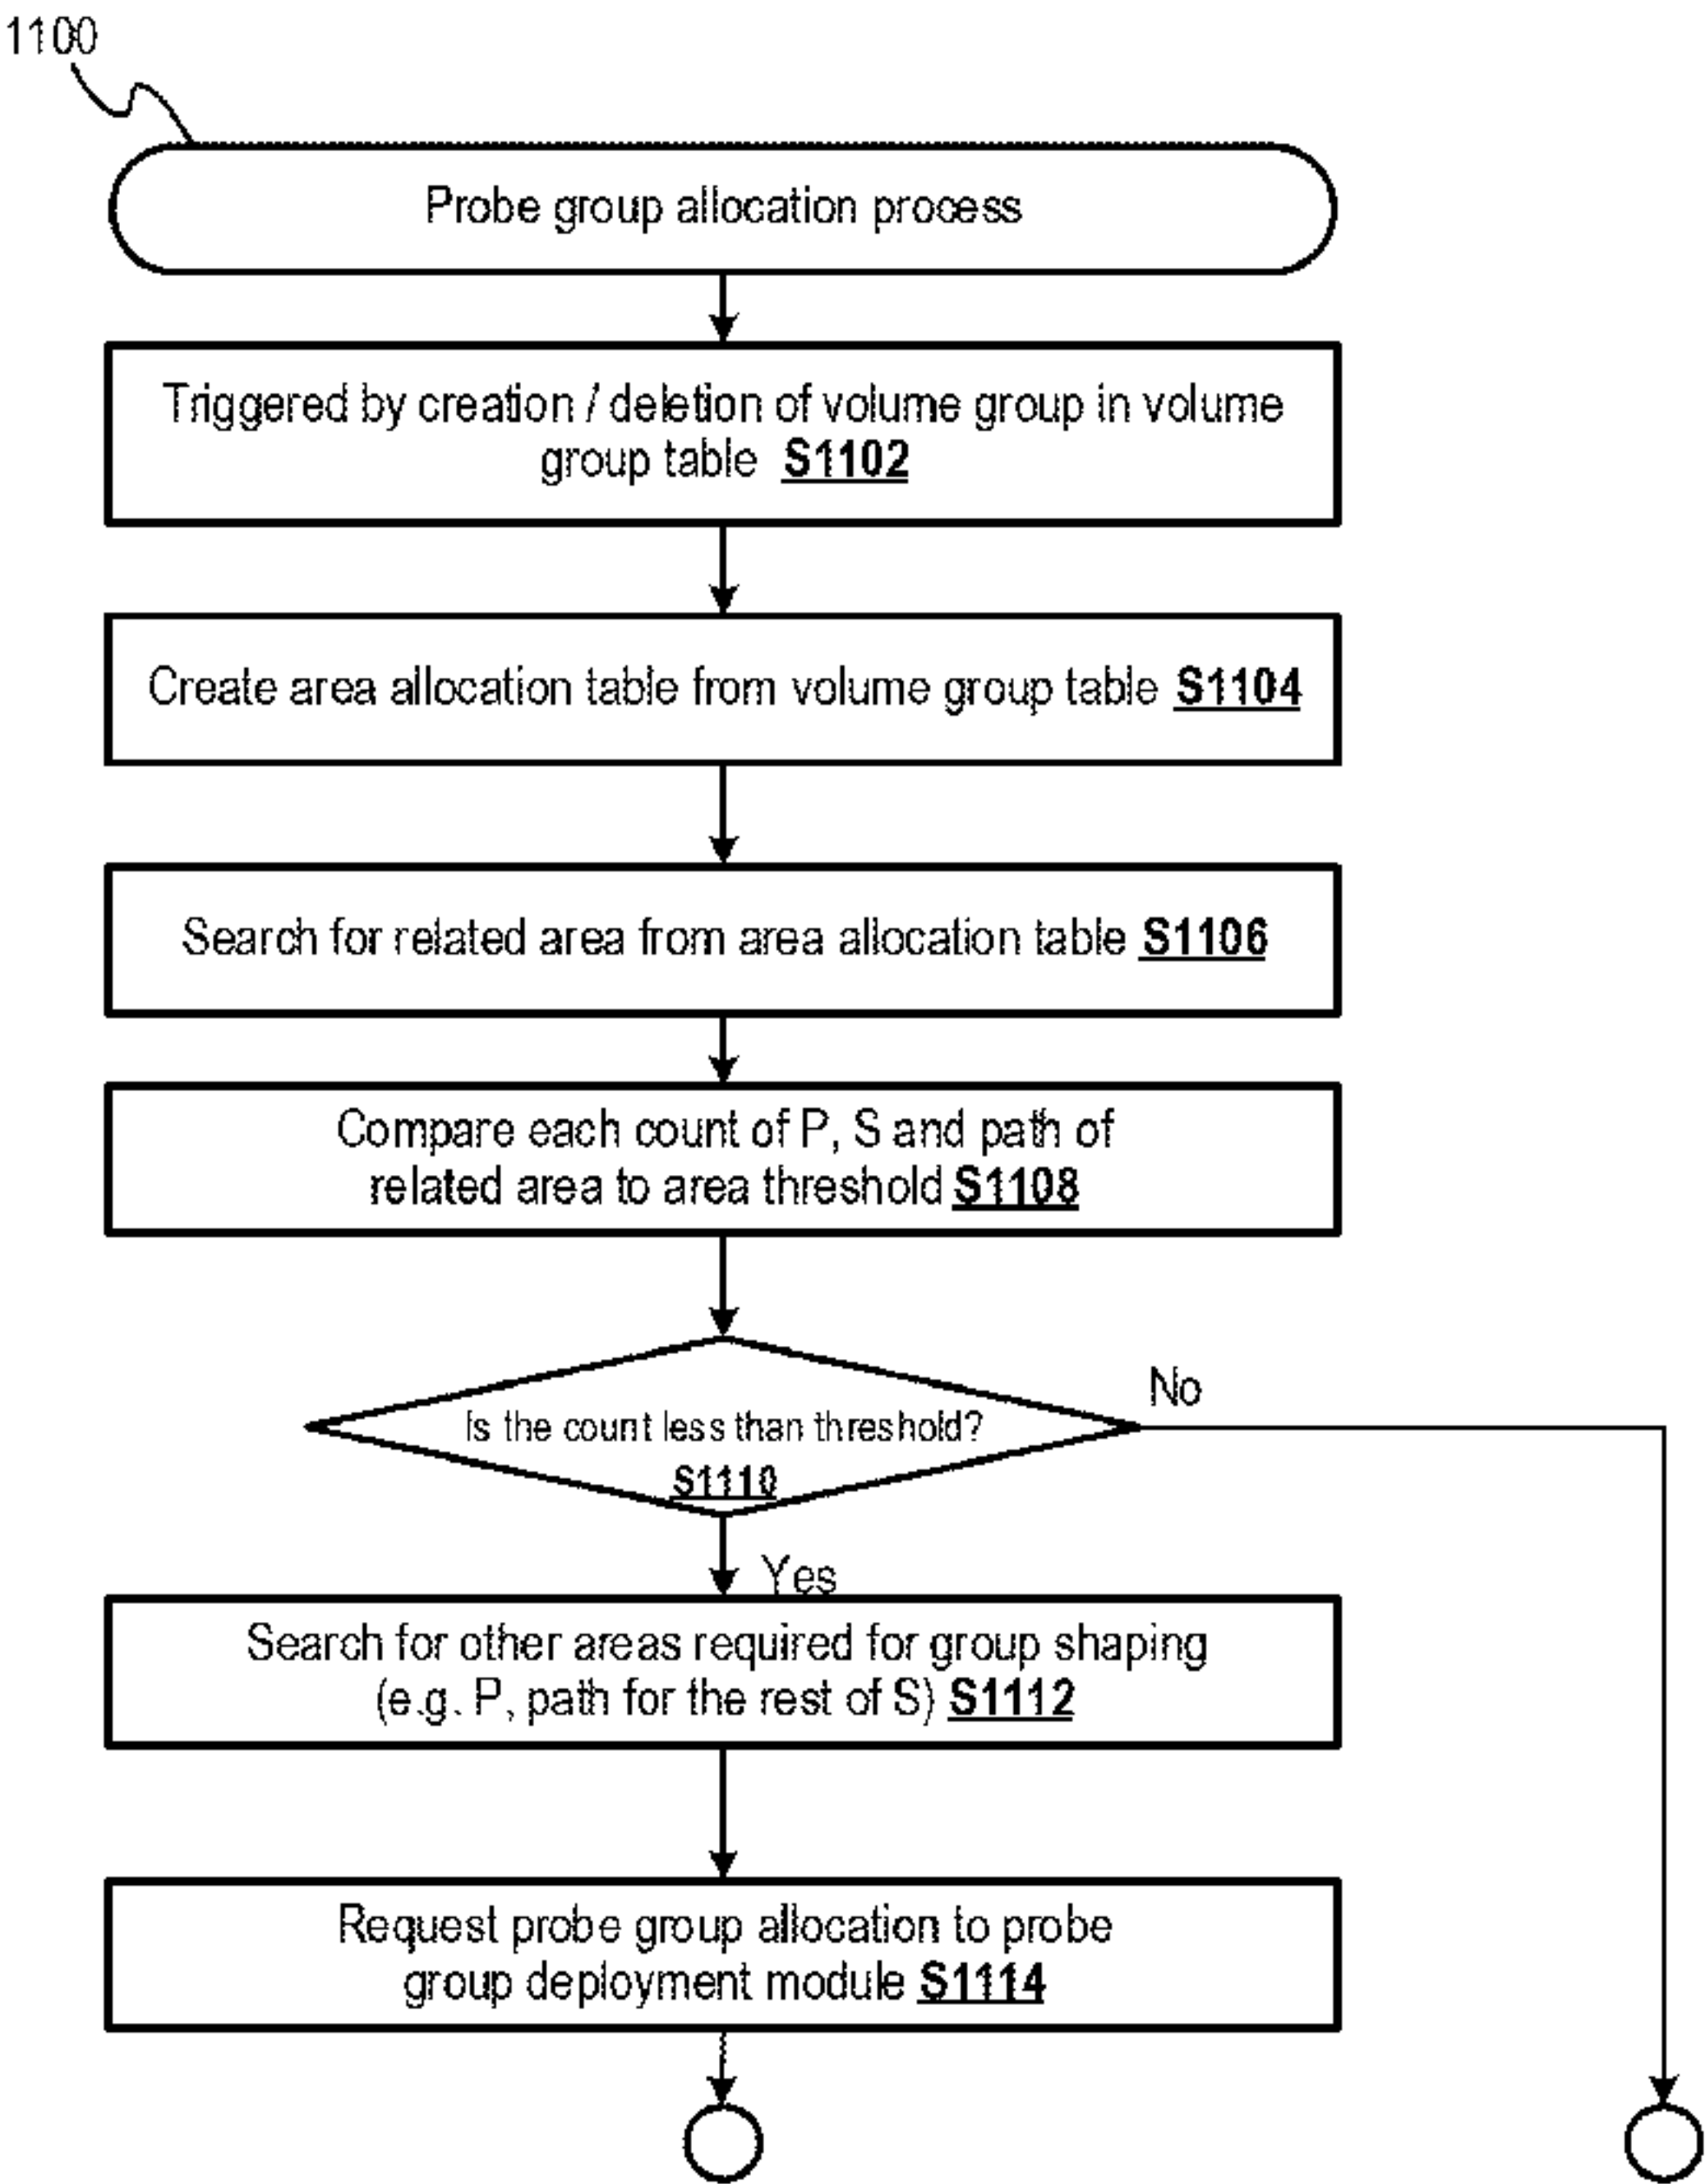 1100
Probe group allocation process
Triggered by creation / deletion of volume group in volume
group table S1102
Create area allocation table from volume group table S1104
Search for related area from area allocation table S1106
Compare each count of P, S and path of
related area to area threshold S1108
Is the count less than threshold?
S1110
No
Yes
Search for other areas required for group shaping
(e.g. P, path for the rest of S) S1112
Request probe group allocation to probe
group deployment module S1114